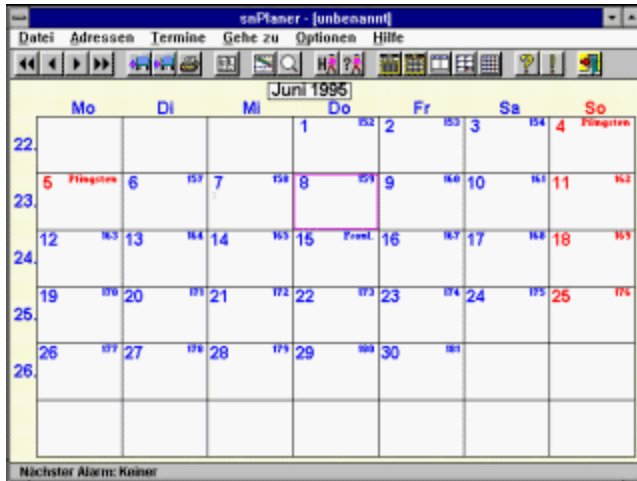 snPlaner - [unbenannt]
Datei Adressen Termine Gehe zu Optionen Hilfe
Juni 1995
Mo Di Mi Do Fr Sa So
22. 1 152 2 153 3 154 4 Pfingsten
23. 5 Pfingsten 6 157 7 158 8 159 9 160 10 161 11 162
24. 12 163 13 164 14 165 15 Fronl. 16 167 17 168 18 169
25. 19 170 20 171 21 172 22 173 23 174 24 175 25 176
26. 26 177 27 178 28 179 29 180 30 181
Nächster Alarm: Keiner